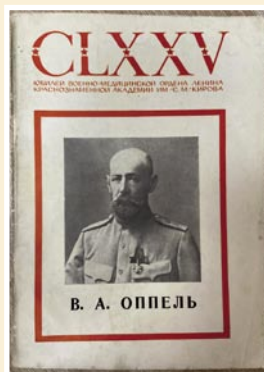 CLXXV
ЮБИЛЕЙ ВОЕННО-МЕДИЦИНСКОЙ ОРДЕНА ЛЕНИНА
КРАСНОЗНАМЕННОЙ АКАДЕМИИ ИМ·С.М·КИРОВА
В. А. ОППЕЛЬ